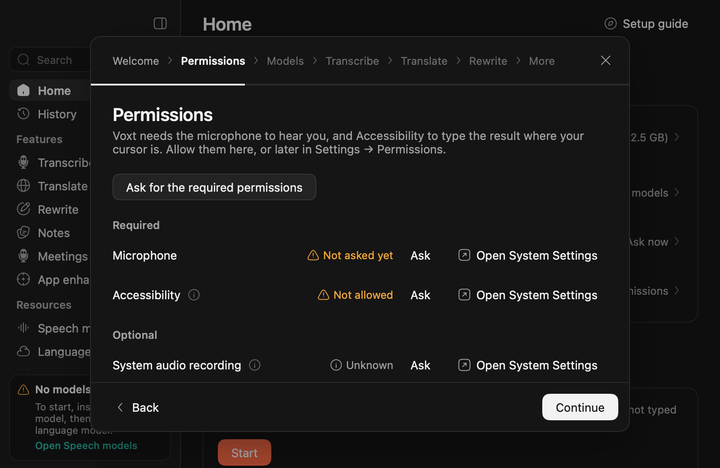 Home
Setup guide
Search
Home
History
Features
Transcribe
Translate
Rewrite
Notes
Meetings
App enha
Resources
Speech m
Language
No models
To start, ins
model, then
language model.
Open Speech models
Welcome
Permissions
Models
Transcribe
Translate
Rewrite
More
Permissions
Voxt needs the microphone to hear you, and Accessibility to type the result where your
cursor is. Allow them here, or later in Settings → Permissions.
Ask for the required permissions
Required
Microphone
Not asked yet
Ask
Open System Settings
Accessibility
Not allowed
Ask
Open System Settings
Optional
System audio recording
Unknown
Ask
Open System Settings
Back
Continue
2.5 GB)
models
Ask now
missions
not typed
Start